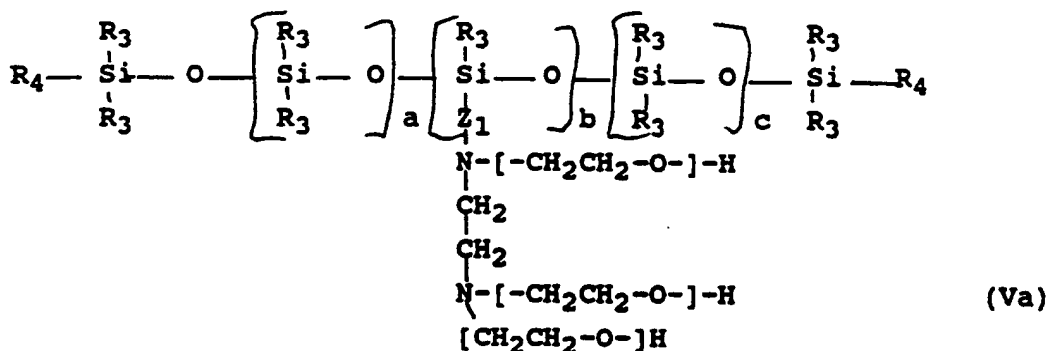 R3 R3 R3 R3 R3
R4—Si—O—[Si—O]a—[Si—O]b—[Si—O]c—Si—R4
R3 R3 Z1 R3 R3
N-[-CH2CH2-O-]-H
CH2
CH2
N-[-CH2CH2-O-]-H (Va)
[CH2CH2-O-]H